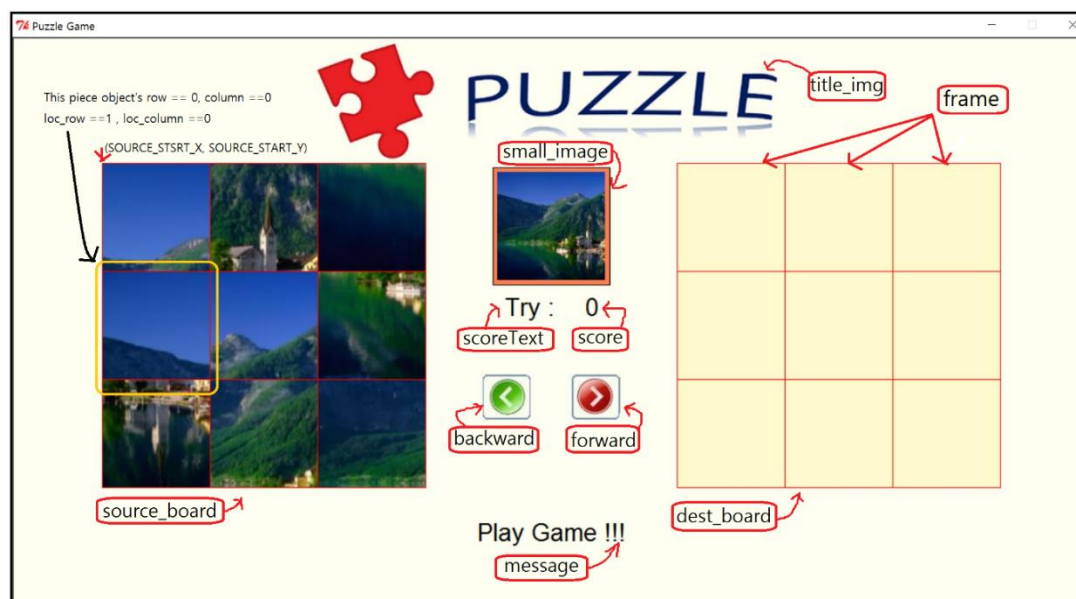 Puzzle Game
PUZZLE
title_img
This piece object's row == 0, column ==0
loc_row ==1 , loc_column ==0
frame
(SOURCE_STSRT_X, SOURCE_START_Y)
small_image
Try : 0
scoreText
score
backward
forward
source_board
dest_board
Play Game !!!
message